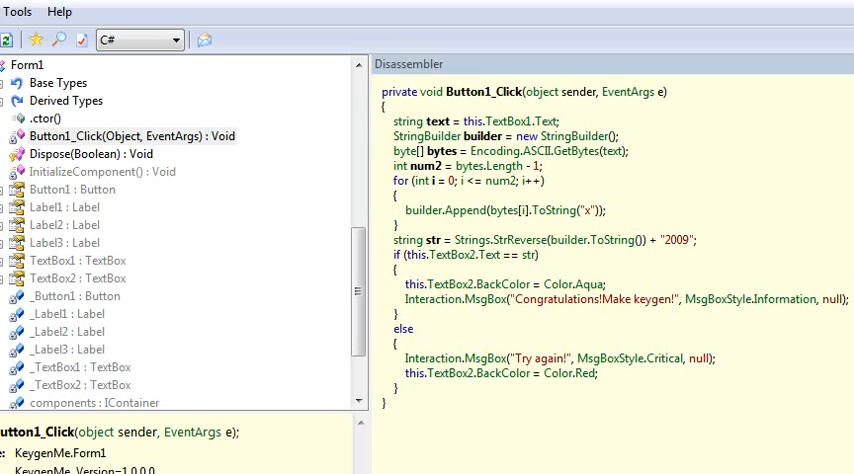 Tools Help
C#
Form1
Base Types
Derived Types
.ctor()
Button1_Click(Object, EventArgs) : Void
Dispose(Boolean) : Void
InitializeComponent() : Void
Button1 : Button
Label1 : Label
Label2 : Label
Label3 : Label
TextBox1 : TextBox
TextBox2 : TextBox
_Button1 : Button
_Label1 : Label
_Label2 : Label
_Label3 : Label
_TextBox1 : TextBox
_TextBox2 : TextBox
components : IContainer
utton1_Click(object sender, EventArgs e);
e: KeygenMe.Form1
KeygenMe, Version=1.0.0.0
Disassembler
private void Button1_Click(object sender, EventArgs e)
{
string text = this.TextBox1.Text;
StringBuilder builder = new StringBuilder();
byte[] bytes = Encoding.ASCII.GetBytes(text);
int num2 = bytes.Length - 1;
for (int i = 0; i <= num2; i++)
{
builder.Append(bytes[i].ToString("x"));
}
string str = Strings.StrReverse(builder.ToString()) + "2009";
if (this.TextBox2.Text == str)
{
this.TextBox2.BackColor = Color.Aqua;
Interaction.MsgBox("Congratulations!Make keygen!", MsgBoxStyle.Information, null);
}
else
{
Interaction.MsgBox("Try again!", MsgBoxStyle.Critical, null);
this.TextBox2.BackColor = Color.Red;
}
}